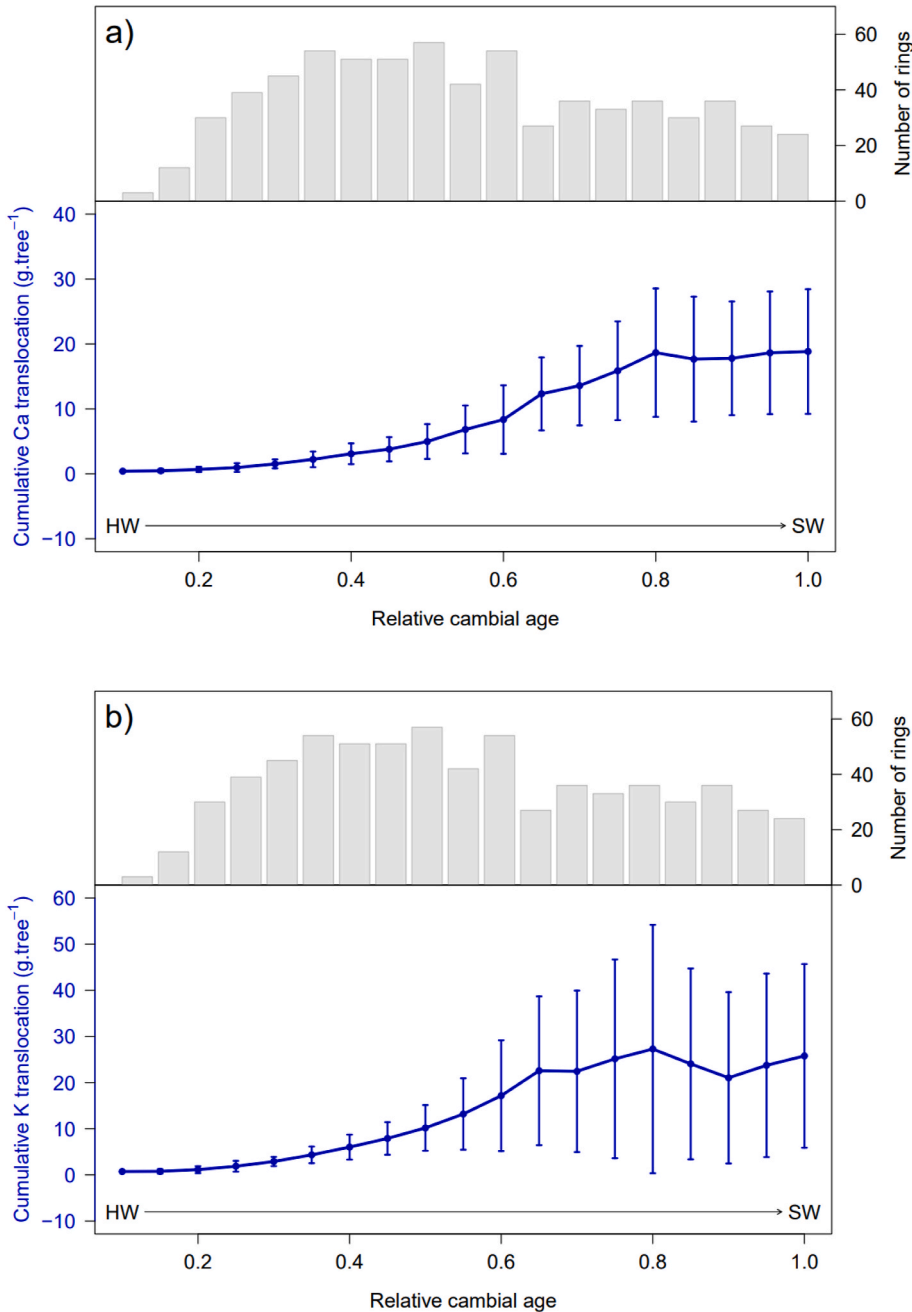 a)
60
40
20
0
Number of rings
40
30
20
10
0
−10
Cumulative Ca translocation (g.tree⁻¹)
HW
SW
0.2 0.4 0.6 0.8 1.0
Relative cambial age
b)
60
40
20
0
Number of rings
60
50
40
30
20
10
0
−10
Cumulative K translocation (g.tree⁻¹)
HW
SW
0.2 0.4 0.6 0.8 1.0
Relative cambial age